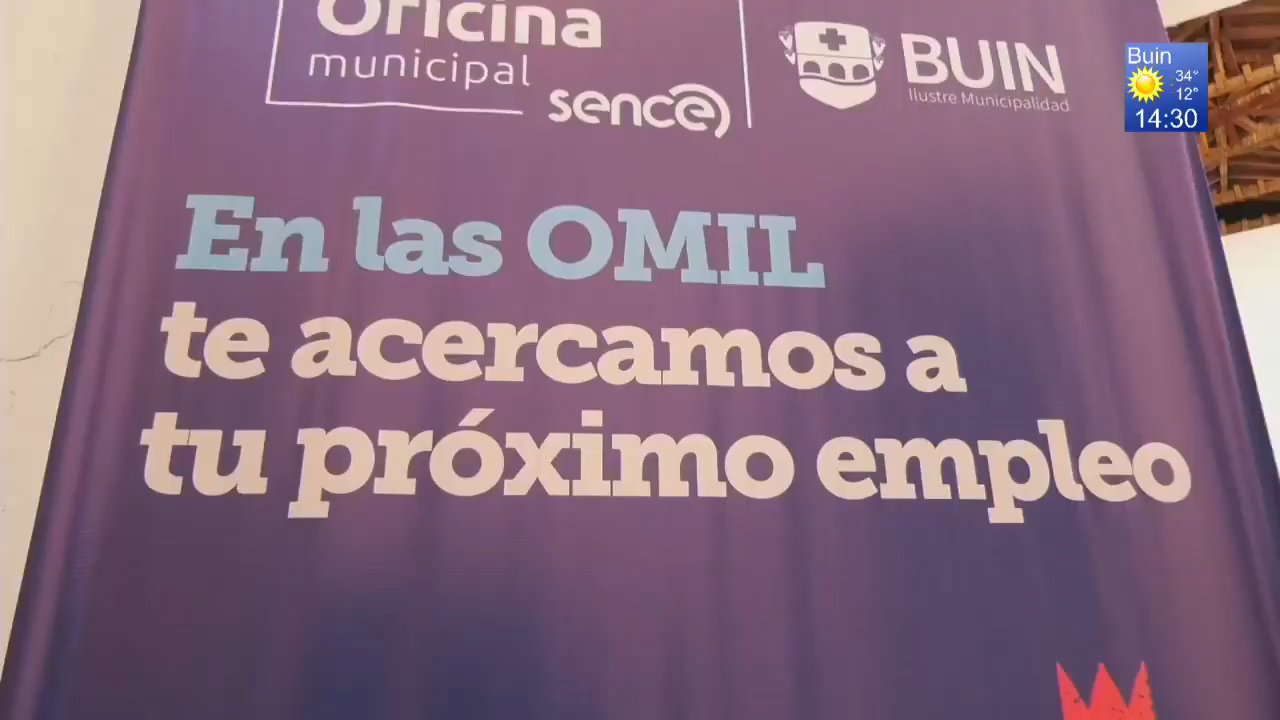 Oficina
municipal
sence
BUIN
Ilustre Municipalidad
Buin
34°
12°
14:30
En las OMIL
te acercamos a
tu próximo empleo